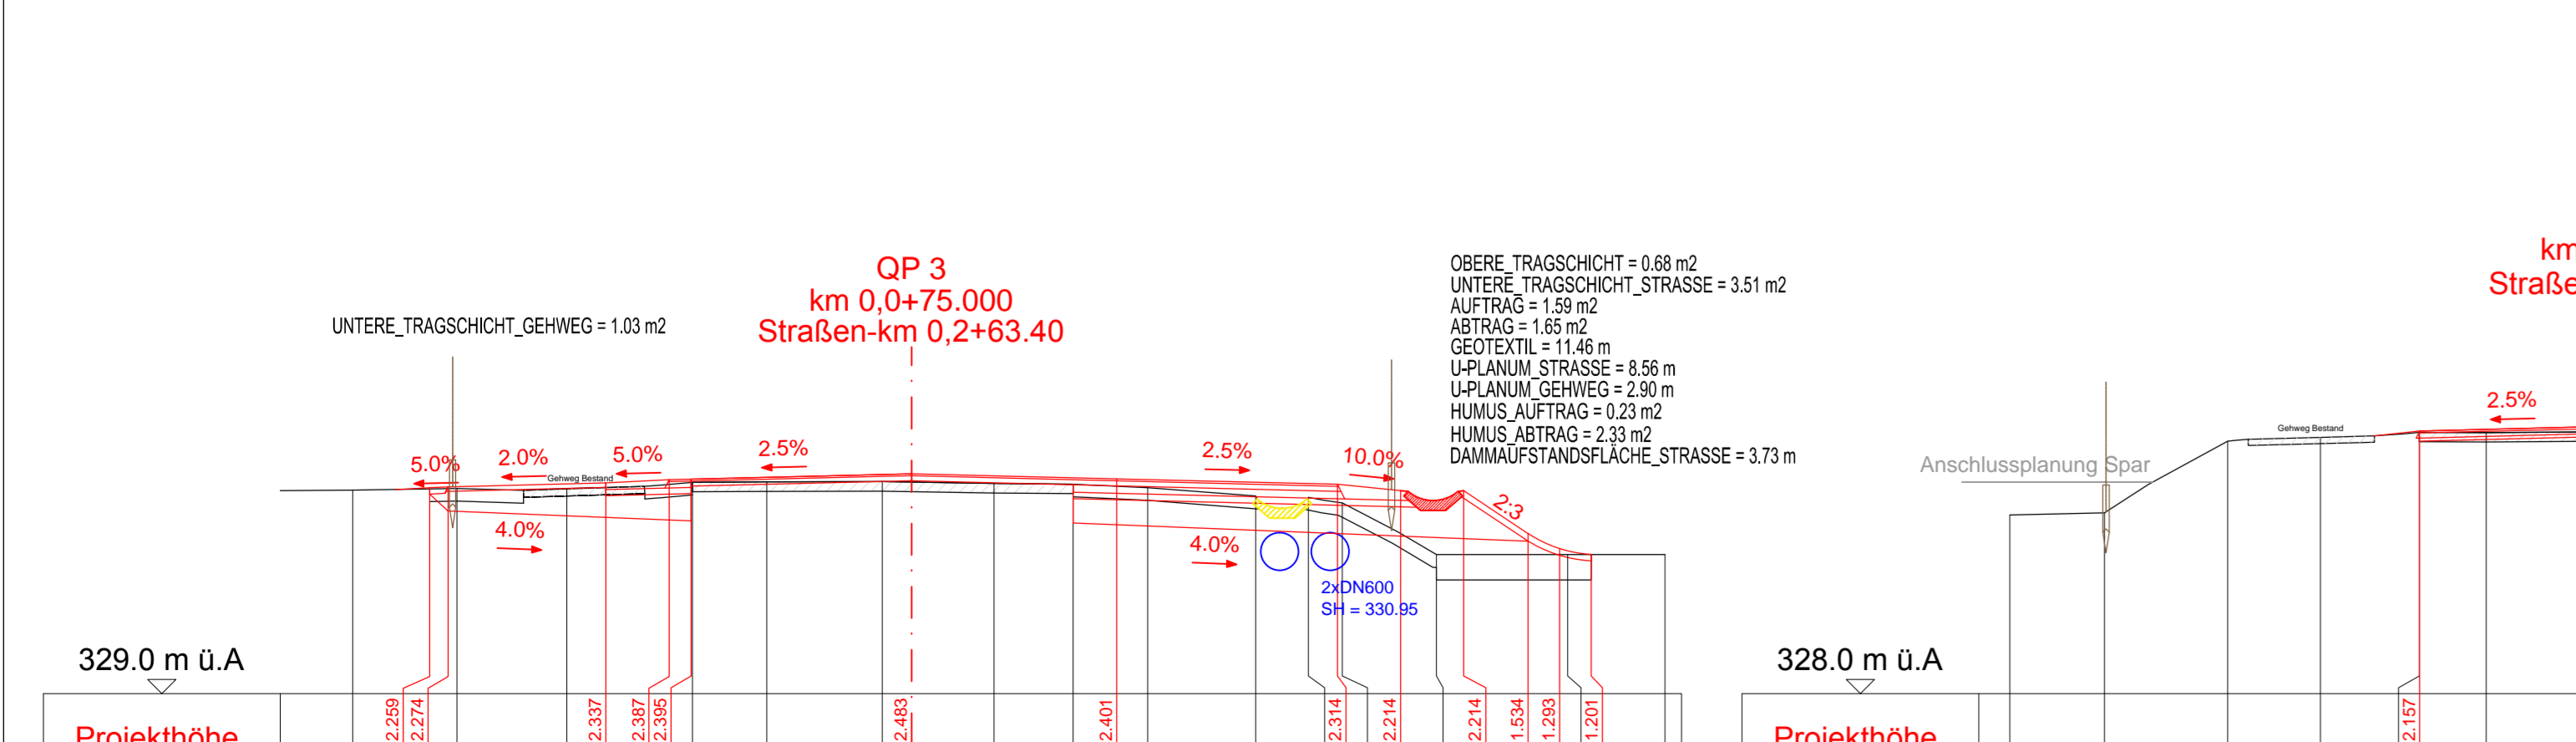 QP 3
km 0,0+75.000
Straßen-km 0,2+63.40
UNTERE_TRAGSCHICHT_GEHWEG = 1.03 m2
OBERE_TRAGSCHICHT = 0.68 m2
UNTERE_TRAGSCHICHT_STRASSE = 3.51 m2
AUFTRAG = 1.59 m2
ABTRAG = 1.65 m2
GEOTEXTIL = 11.46 m
U-PLANUM_STRASSE = 8.56 m
U-PLANUM_GEHWEG = 2.90 m
HUMUS_AUFTRAG = 0.23 m2
HUMUS_ABTRAG = 2.33 m2
DAMMAUFSTANDSFLÄCHE_STRASSE = 3.73 m
5.0%
2.0%
5.0%
2.5%
2.5%
10.0%
2:3
Gehweg Bestand
4.0%
4.0%
2xDN600
SH = 330.95
329.0 m ü.A
Projekthöhe
2.259
2.274
2.337
2.387
2.395
2.483
2.401
2.314
2.214
2.214
1.534
1.293
1.201
km
Straße
2.5%
Gehweg Bestand
Anschlussplanung Spar
328.0 m ü.A
Projekthöhe
2.157